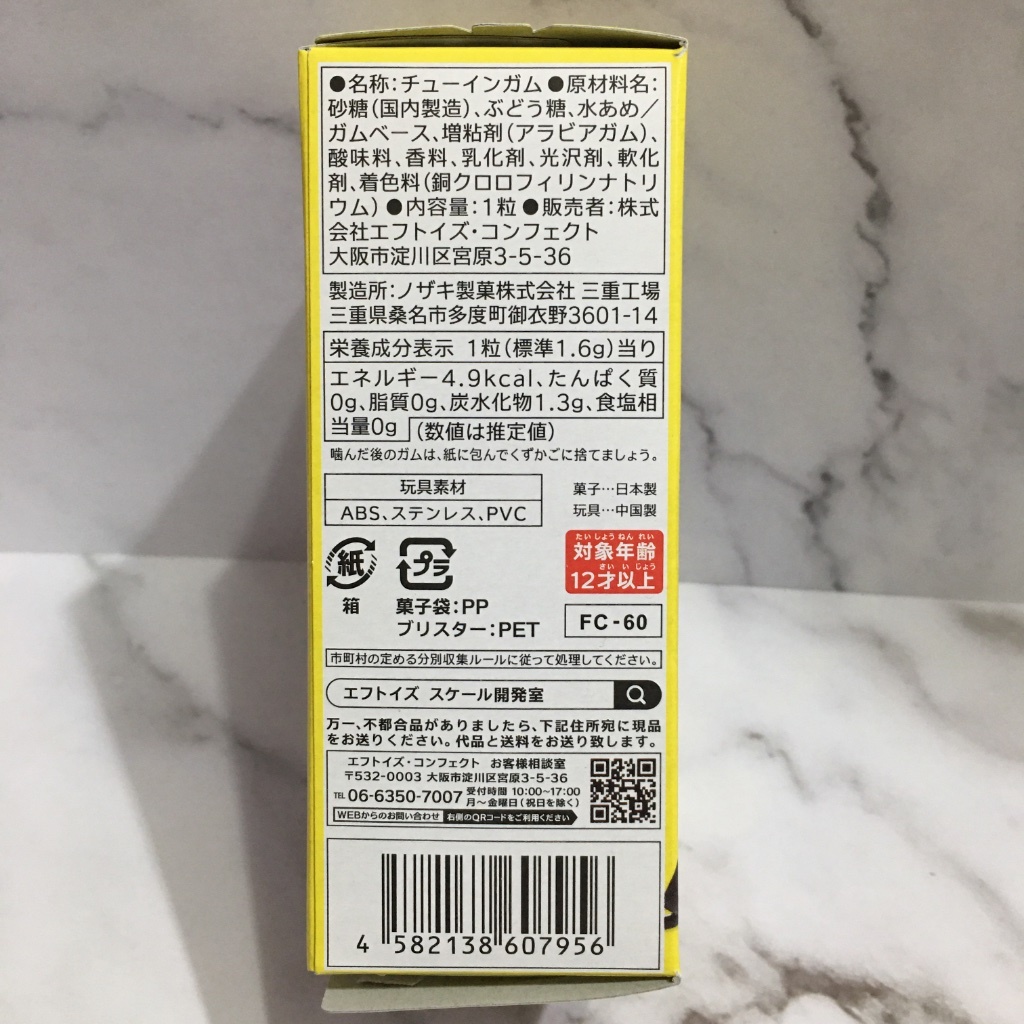 ●名称:チューインガム●原材料名:
砂糖(国内製造)、ぶどう糖、水あめ/
ガムベース、増粘剤(アラビアガム)、
酸味料、香料、乳化剤、光沢剤、軟化
剤、着色料(銅クロロフィリンナトリ
ウム)●内容量:1粒●販売者:株式
会社エフトイズ・コンフェクト
大阪市淀川区宮原3-5-36
製造所:ノザキ製菓株式会社 三重工場
三重県桑名市多度町御衣野3601-14
栄養成分表示 1粒(標準1.6g)当り
エネルギー4.9kcal、たんぱく質
0g、脂質0g、炭水化物1.3g、食塩相
当量0g (数値は推定値)
噛んだ後のガムは、紙に包んでくずかごに捨てましょう。
玩具素材
ABS、ステンレス、PVC
菓子…日本製
玩具…中国製
紙
箱
プラ
菓子袋:PP
ブリスター:PET
たいしょうねんれい
対象年齢
さいいじょう
12才以上
FC-60
市町村の定める分別収集ルールに従って処理してください。
エフトイズ スケール開発室
万一、不都合品がありましたら、下記住所宛に現品
をお送りください。代品と送料をお送り致します。
エフトイズ・コンフェクト お客様相談室
〒532-0003 大阪市淀川区宮原3-5-36
TEL 06-6350-7007 受付時間 10:00~17:00
月~金曜日(祝日を除く)
WEBからのお問い合わせ 右側のQRコードをご利用ください
4 582138 607956